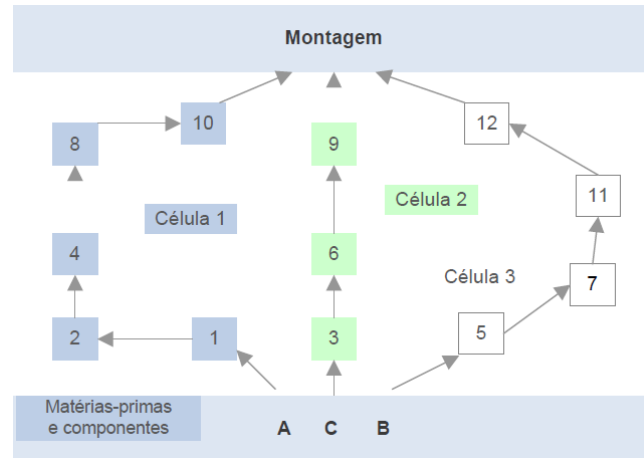 Montagem
10
12
8
9
11
Célula 2
Célula 1
4
6
Célula 3
7
2
1
3
5
Matérias-primas
e componentes
A C B